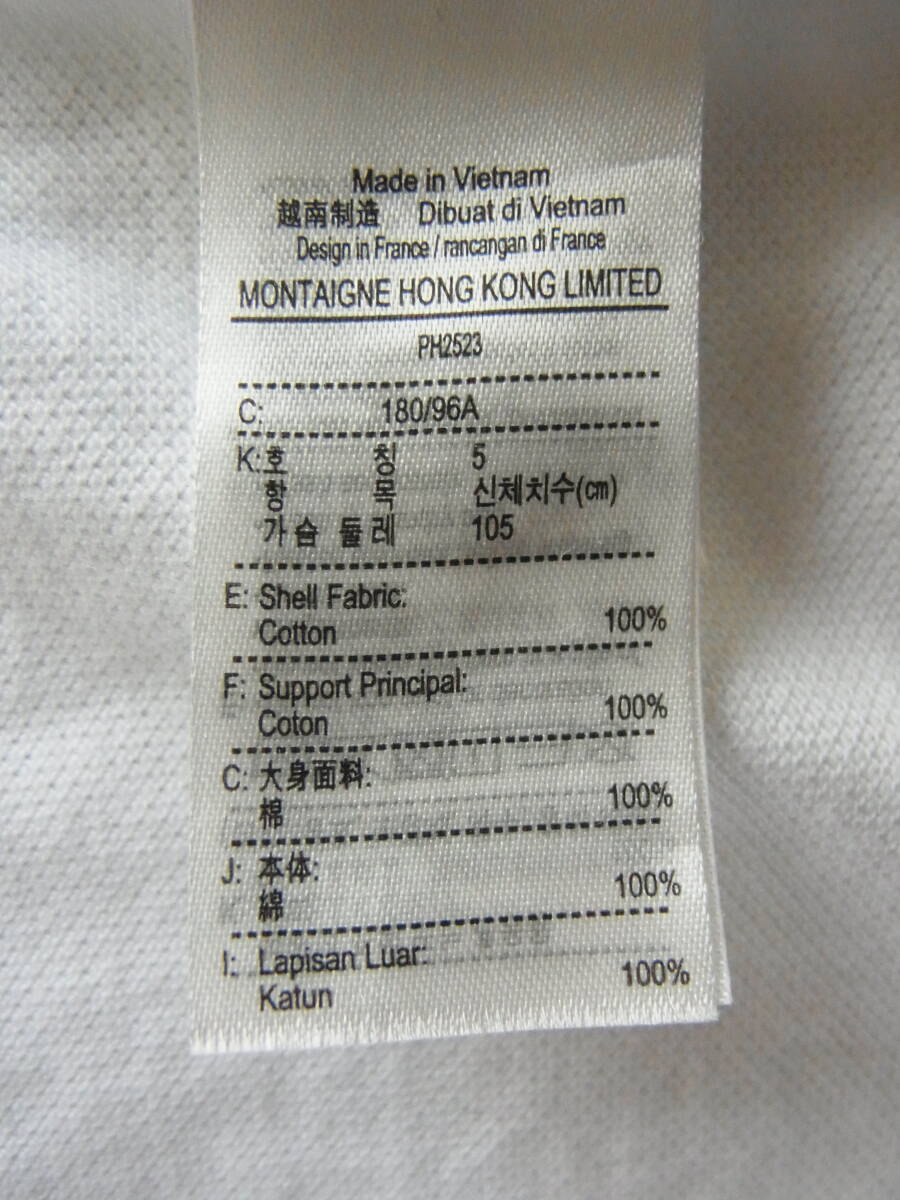 Made in Vietnam
越南制造 Dibuat di Vietnam
Design in France / rancangan di France
MONTAIGNE HONG KONG LIMITED
PH2523
C: 180/96A
K:호 칭 5
항 목 신체치수(㎝)
가슴 둘레 105
E: Shell Fabric:
Cotton 100%
F: Support Principal:
Coton 100%
C: 大身面料:
棉 100%
J: 本体:
綿 100%
I: Lapisan Luar:
Katun 100%